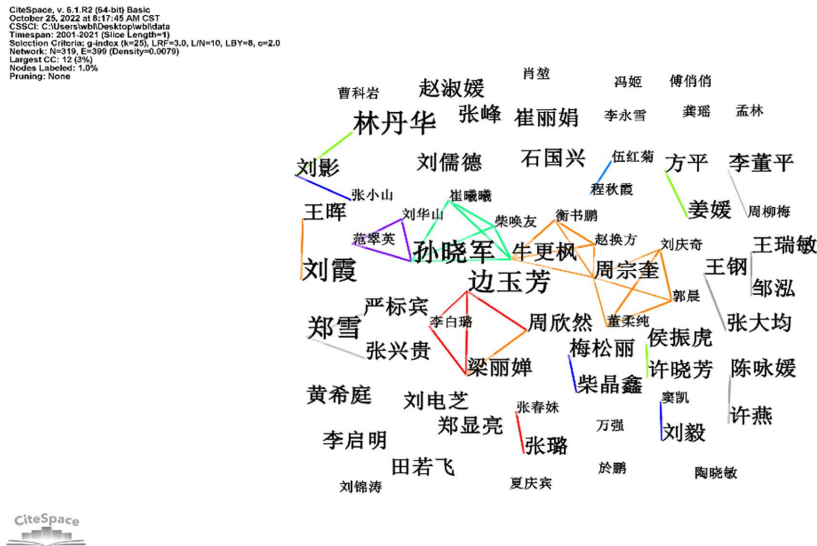 CiteSpace, v. 6.1.R2 (64-bit) Basic
October 25, 2022 at 8:17:45 AM CST
CSSCI: C:\Users\wbl\Desktop\wbl\data
Timespan: 2001-2021 (Slice Length=1)
Selection Criteria: g-index (k=25), LRF=3.0, L/N=10, LBY=8, e=2.0
Network: N=319, E=399 (Density=0.0079)
Largest CC: 12 (3%)
Nodes Labeled: 1.0%
Pruning: None
肖堃
赵淑媛
冯姬
傅俏俏
曹科岩
张峰
崔丽娟
李永雪
龚瑶
孟林
林丹华
刘影
刘儒德
石国兴
伍红菊
方平
李董平
张小山
崔曦曦
程秋霞
王晖
刘华山
柴唤友
衡书鹏
姜媛
周柳梅
范翠英
孙晓军
牛更枫
赵换方
刘庆奇
王瑞敏
刘霞
边玉芳
周宗奎
王钢
邹泓
郭晨
严标宾
郑雪
李白璐
周欣然
董柔纯
张大均
张兴贵
梅松丽
侯振虎
梁丽婵
许晓芳
陈咏媛
柴晶鑫
黄希庭
刘电芝
张春妹
窦凯
许燕
郑显亮
万强
刘毅
李启明
张璐
田若飞
於鹏
陶晓敏
刘锦涛
夏庆宾
CiteSpace